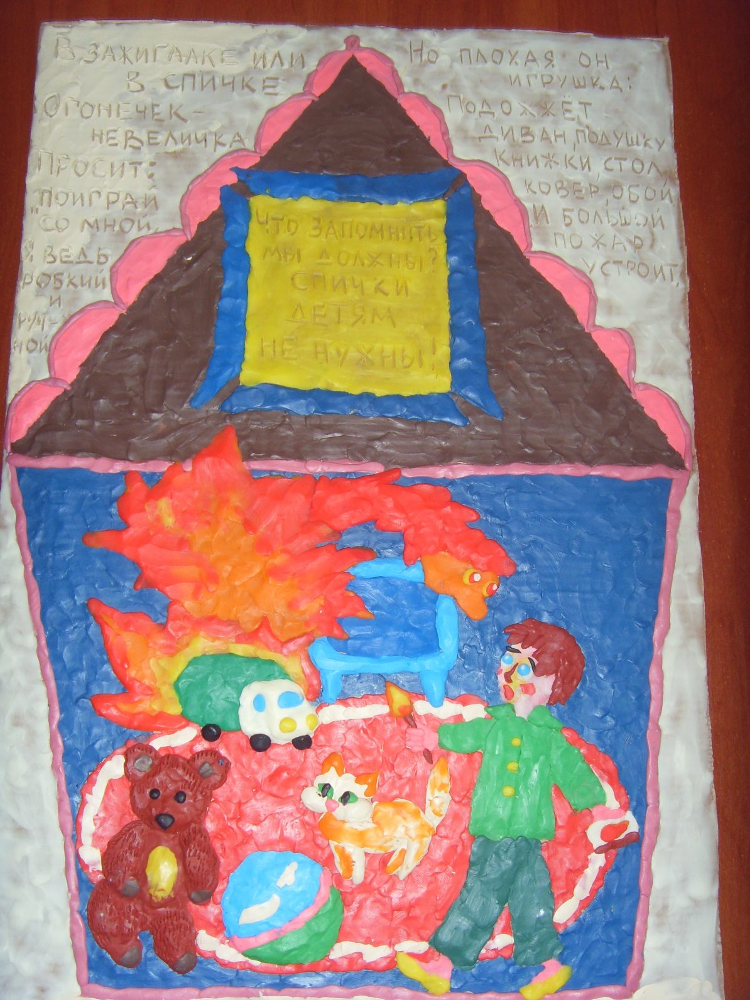 В ЗАЖИГАЛКЕ ИЛИ
В СПИЧКЕ
ОГОНЕЧЕК-
НЕВЕЛИЧКА
ПРОСИТ:
"ПОИГРАЙ
СО МНОЙ,
Я ВЕДЬ
РОБКИЙ
И
РУЧ-
НОЙ
НО ПЛОХАЯ ОН
ИГРУШКА:
ПОДОЖЖЁТ
ДИВАН, ПОДУШКУ
КНИЖКИ, СТОЛ,
КОВЕР, ОБОИ
И БОЛЬШОЙ
ПОЖАР
УСТРОИТ.
ЧТО ЗАПОМНИТЬ
МЫ ДОЛЖНЫ?
СПИЧКИ
ДЕТЯМ
НЕ НУЖНЫ!